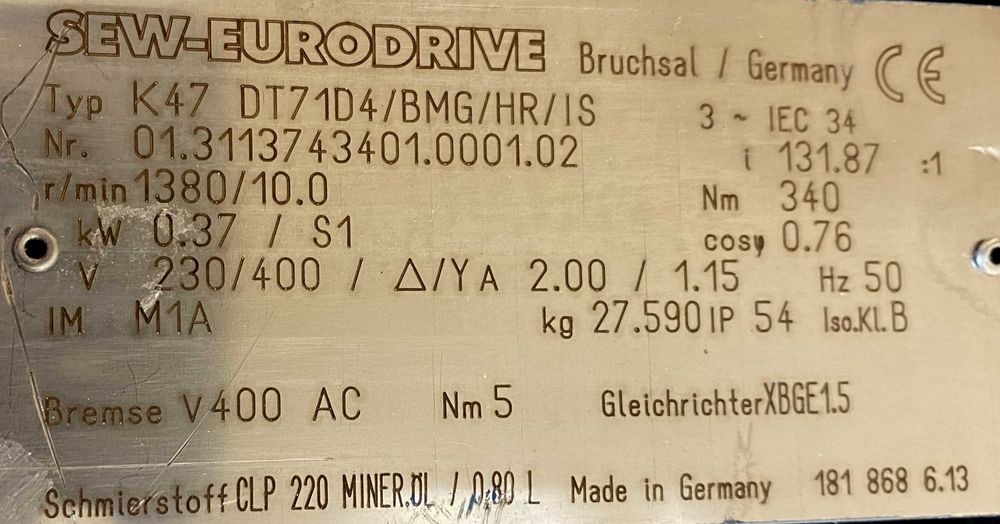 SEW-EURODRIVE Bruchsal / Germany CE
Typ K47 DT71D4/BMG/HR/IS 3 ~ IEC 34
Nr. 01.3113743401.0001.02 i 131.87 :1
r/min 1380/10.0 Nm 340
kW 0.37 / S1 cosφ 0.76
V 230/400 / Δ/Y A 2.00 / 1.15 Hz 50
IM M1A kg 27.590 IP 54 Iso.Kl. B
Bremse V 400 AC Nm 5 Gleichrichter XBGE1.5
Schmierstoff CLP 220 MINER.ÖL / 0.80 L Made in Germany 181 868 6.13